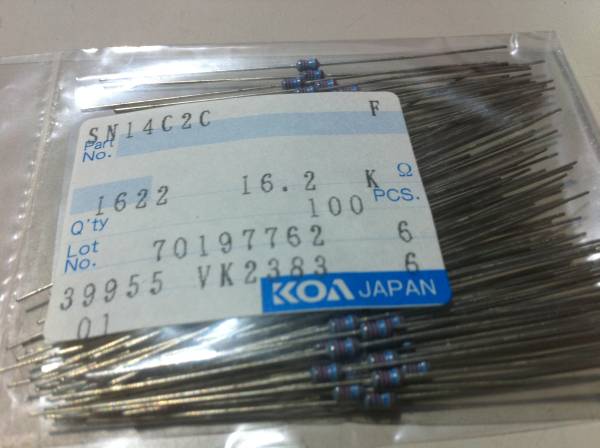 SN14C2C F
Part No.
1622 16.2 K Ω
Q'ty 100 PCS.
Lot No. 70197762 6
39955 VK2383 6
01 KOA JAPAN